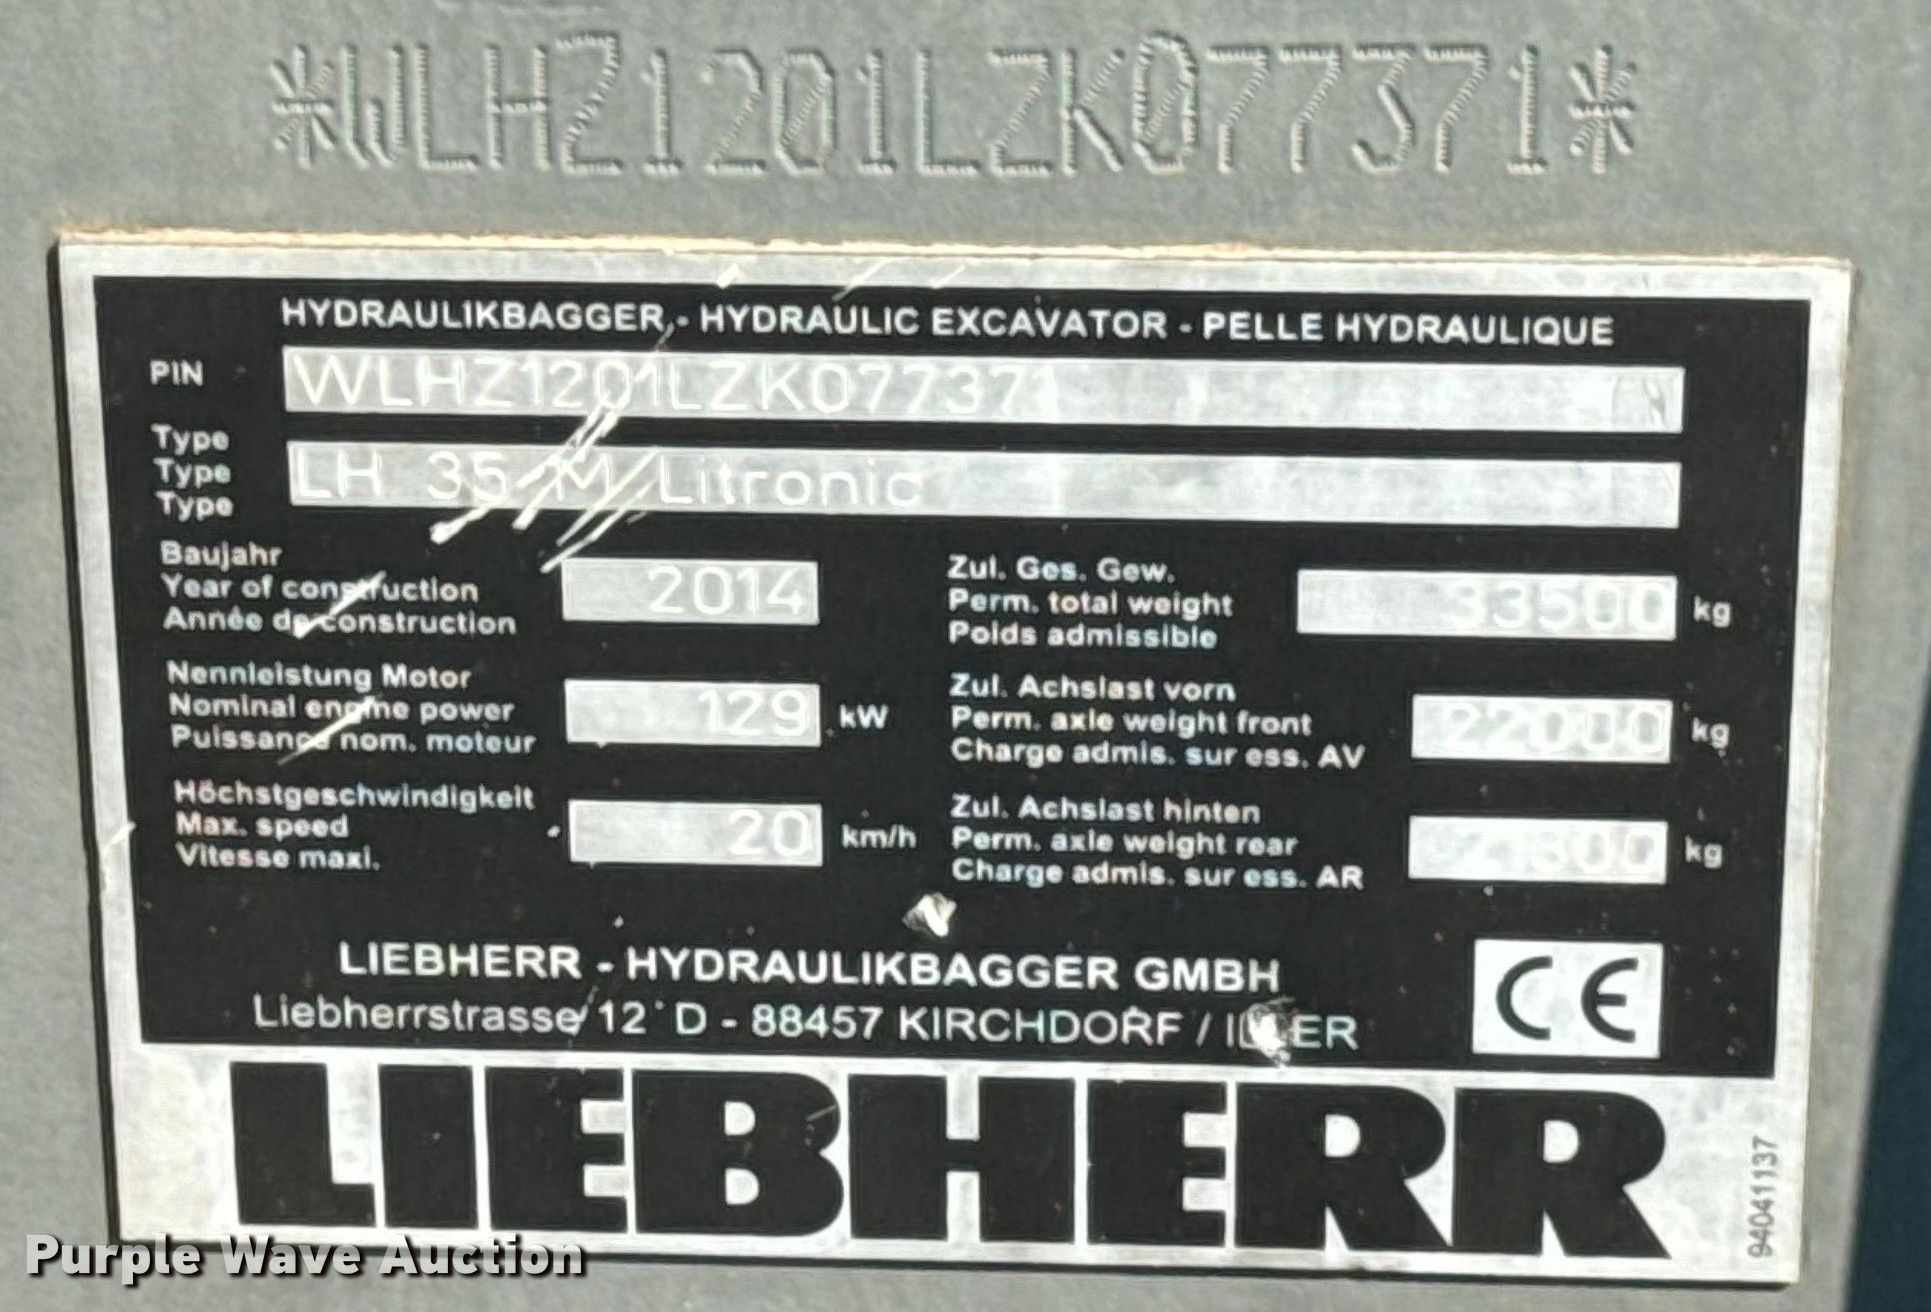 *WLHZ1201LZK077371*
HYDRAULIKBAGGER - HYDRAULIC EXCAVATOR - PELLE HYDRAULIQUE
PIN WLHZ1201LZK077371
Type
Type LH 35 M Litronic
Type
Baujahr
Year of construction 2014
Année de construction
Zul. Ges. Gew.
Perm. total weight 33500 kg
Poids admissible
Nennleistung Motor
Nominal engine power 129 kW
Puissance nom. moteur
Zul. Achslast vorn
Perm. axle weight front 22000 kg
Charge admis. sur ess. AV
Höchstgeschwindigkeit
Max. speed 20 km/h
Vitesse maxi.
Zul. Achslast hinten
Perm. axle weight rear kg
Charge admis. sur ess. AR
LIEBHERR - HYDRAULIKBAGGER GMBH
Liebherrstrasse 12 D - 88457 KIRCHDORF / ILLER
CE
LIEBHERR
94041137
Purple Wave Auction